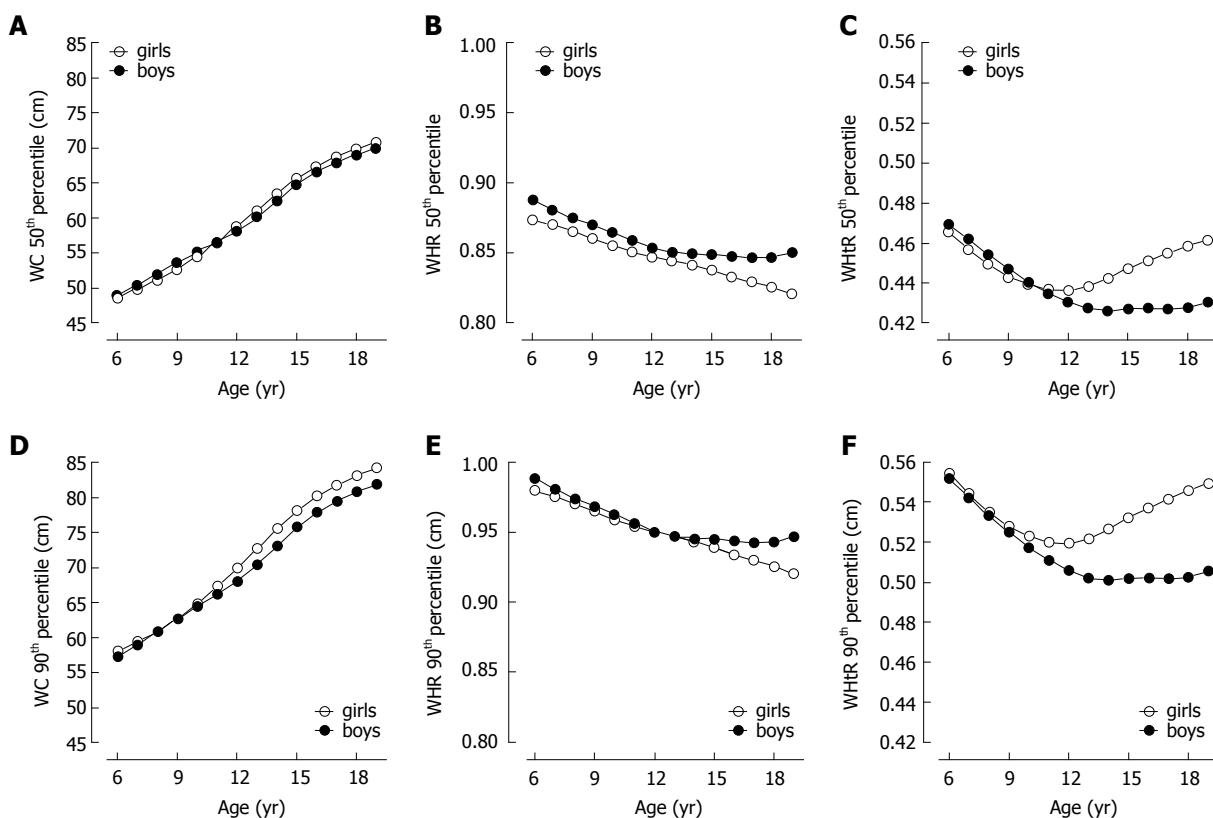 A
girls
boys
WC 50th percentile (cm)
85
80
75
70
65
60
55
50
45
6 9 12 15 18
Age (yr)
B
girls
boys
WHR 50th percentile
1.00
0.95
0.90
0.85
0.80
6 9 12 15 18
Age (yr)
C
girls
boys
WHtR 50th percentile
0.56
0.54
0.52
0.50
0.48
0.46
0.44
0.42
6 9 12 15 18
Age (yr)
D
girls
boys
WC 90th percentile (cm)
85
80
75
70
65
60
55
50
45
6 9 12 15 18
Age (yr)
E
girls
boys
WHR 90th percentile (cm)
1.00
0.95
0.90
0.85
0.80
6 9 12 15 18
Age (yr)
F
girls
boys
WHtR 90th percentile (cm)
0.56
0.54
0.52
0.50
0.48
0.46
0.44
0.42
6 9 12 15 18
Age (yr)